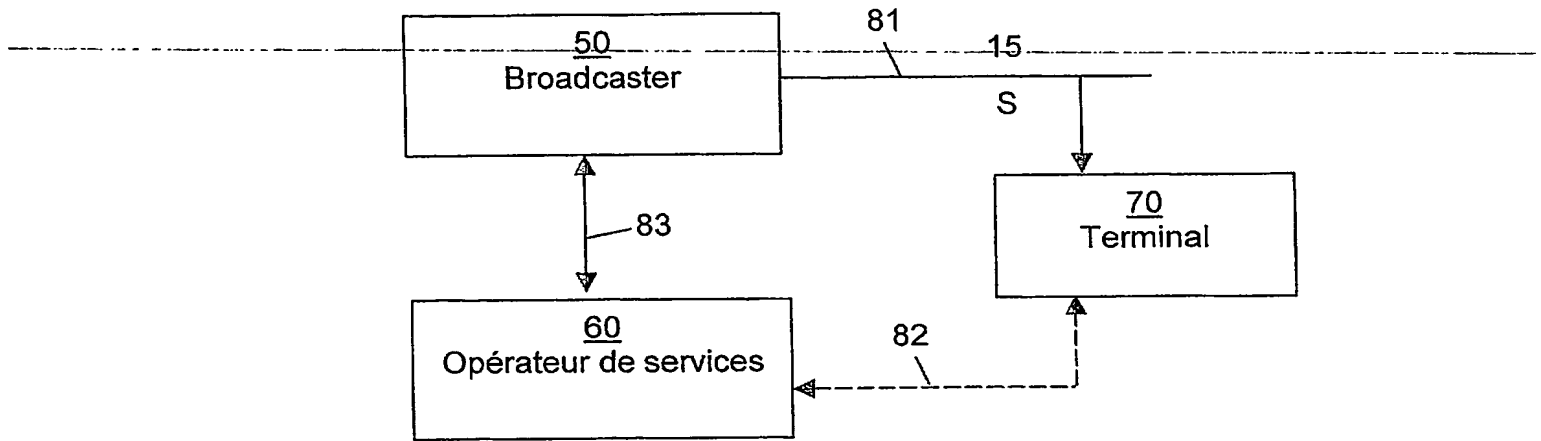 81
50
15
Broadcaster
S
70
Terminal
83
60
Opérateur de services
82